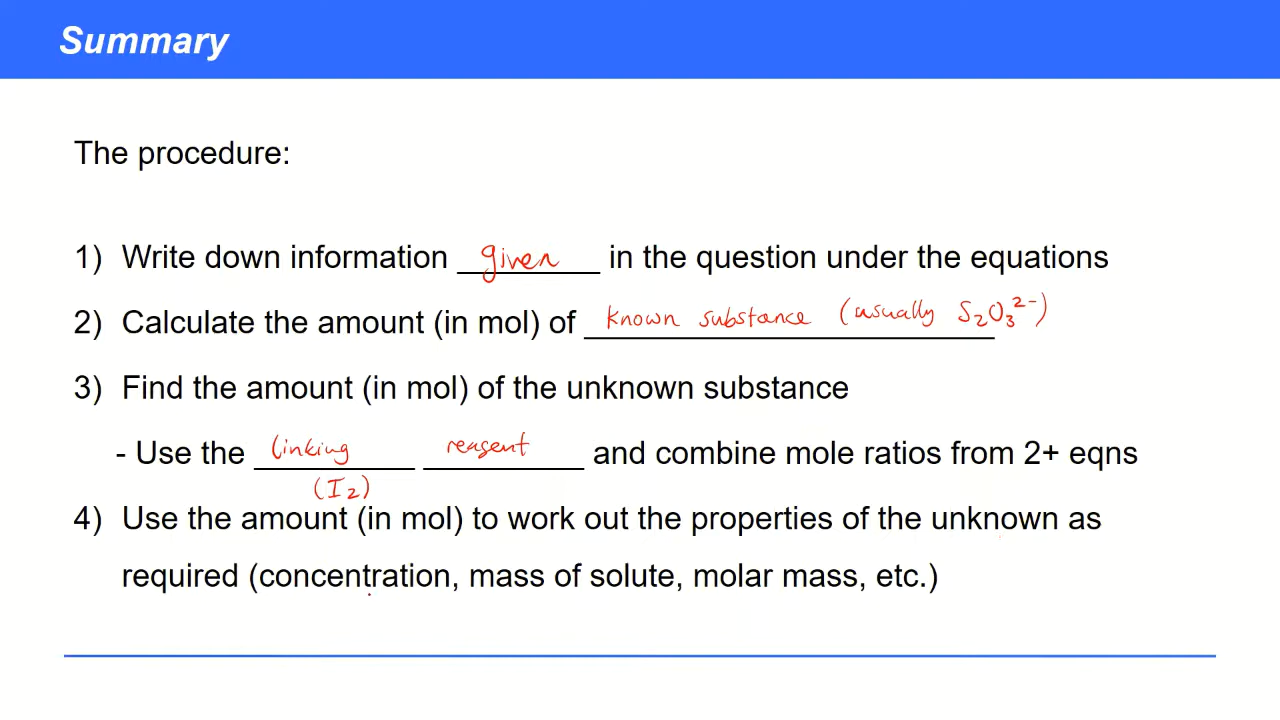 Summary
The procedure:
1) Write down information given in the question under the equations
2) Calculate the amount (in mol) of known substance (usually S₂O₃²⁻)
3) Find the amount (in mol) of the unknown substance
- Use the linking reagent and combine mole ratios from 2+ eqns
(I₂)
4) Use the amount (in mol) to work out the properties of the unknown as
required (concentration, mass of solute, molar mass, etc.)